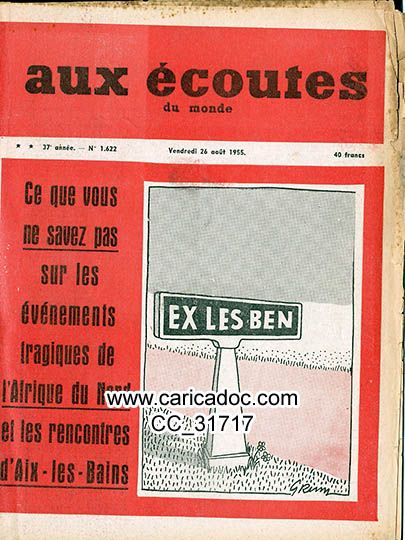 aux écoutes
du monde
★ ★ 37e année. — N° 1.622
Vendredi 26 août 1955.
40 francs
Ce que vous
ne savez pas
sur les
événements
tragiques de
l'Afrique du Nord
et les rencontres
d'Aix-les-Bains
EX LES BEN
www.caricadoc.com
CC_31717